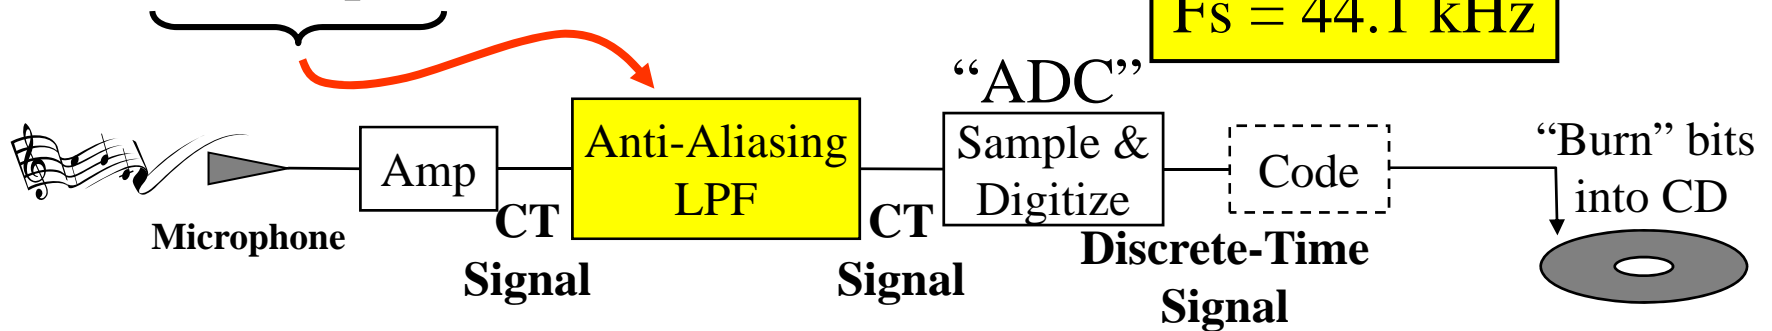 Fs = 44.1 kHz
“ADC”
Anti-Aliasing
LPF
Sample &
Digitize
Amp
Code
“Burn” bits
into CD
Microphone
CT
Signal
CT
Signal
Discrete-Time
Signal